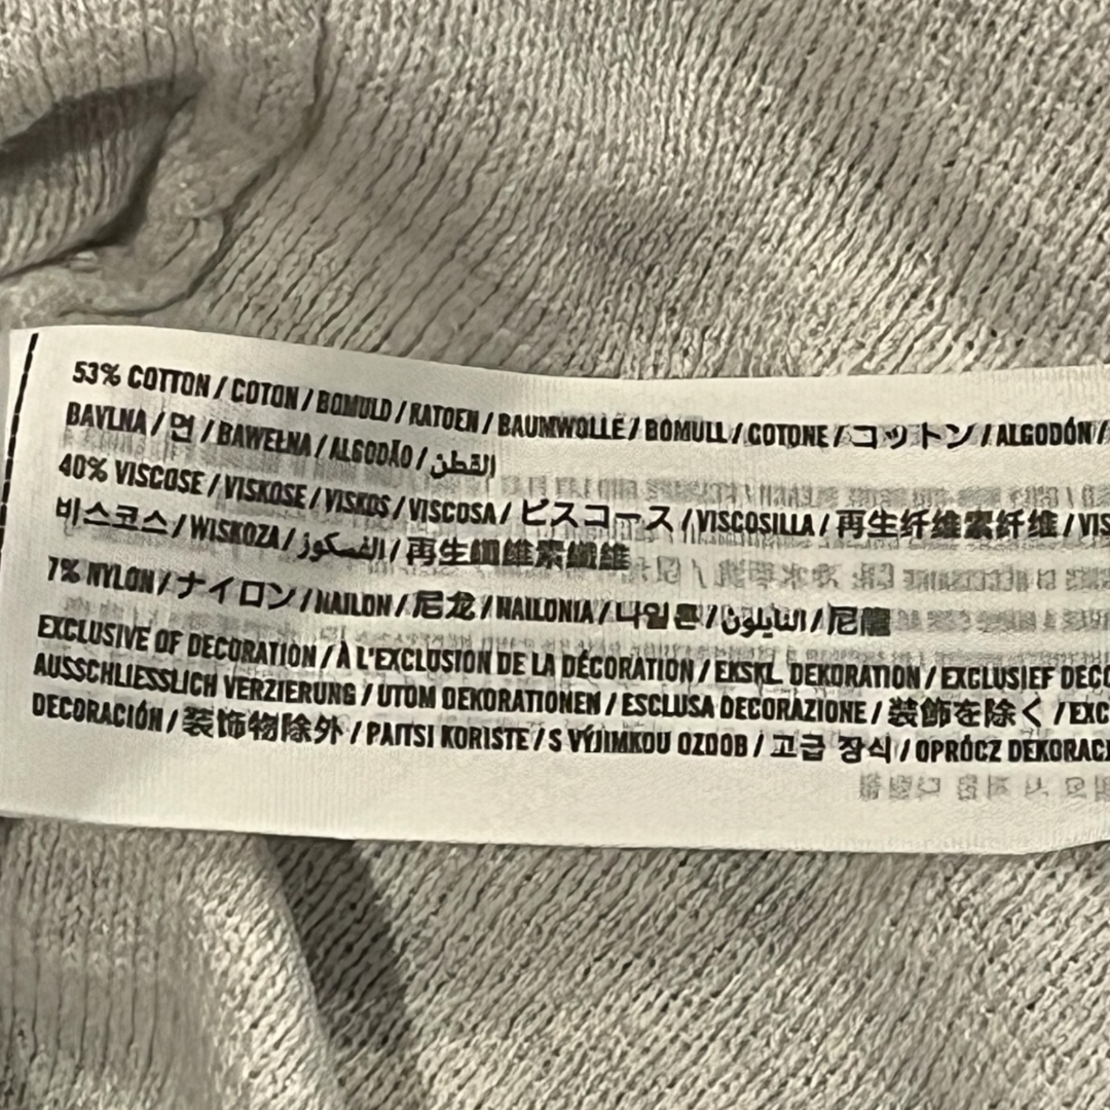 53% COTTON / COTON / BOMULD / KATOEN / BAUMWOLLE / BOMULL / COTONE / コットン / ALGODÓN /
BAVLNA / 면 / BAWEŁNA / ALGODÃO / القطن
40% VISCOSE / VISKOSE / VISKOS / VISCOSA / ビスコース / VISCOSILLA / 再生纤维素纤维 / VIS
비스코스 / WISKOZA / الفسكوز / 再生纖維素纖維
7% NYLON / ナイロン / NAILON / 尼龙 / NAILONIA / 나일론 / النايلون / 尼龍
EXCLUSIVE OF DECORATION / À L'EXCLUSION DE LA DÉCORATION / EKSKL. DEKORATION / EXCLUSIEF DECO
AUSSCHLIESSLICH VERZIERUNG / UTOM DEKORATIONEN / ESCLUSA DECORAZIONE / 装飾を除く / EXC
DECORACIÓN / 装饰物除外 / PAITSI KORISTE / S VÝJIMKOU OZDOB / 고급 장식 / OPRÓCZ DEKORACJ